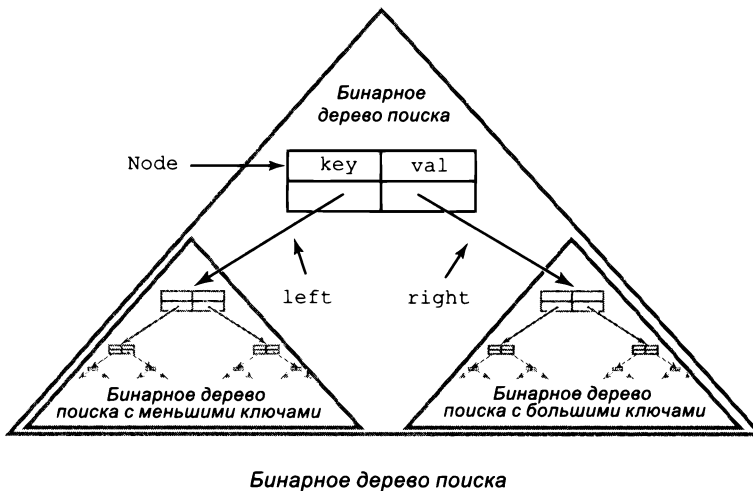 Бинарное
дерево поиска
Node
key
val
left
right
Бинарное дерево
поиска с меньшими ключами
Бинарное дерево
поиска с большими ключами
Бинарное дерево поиска